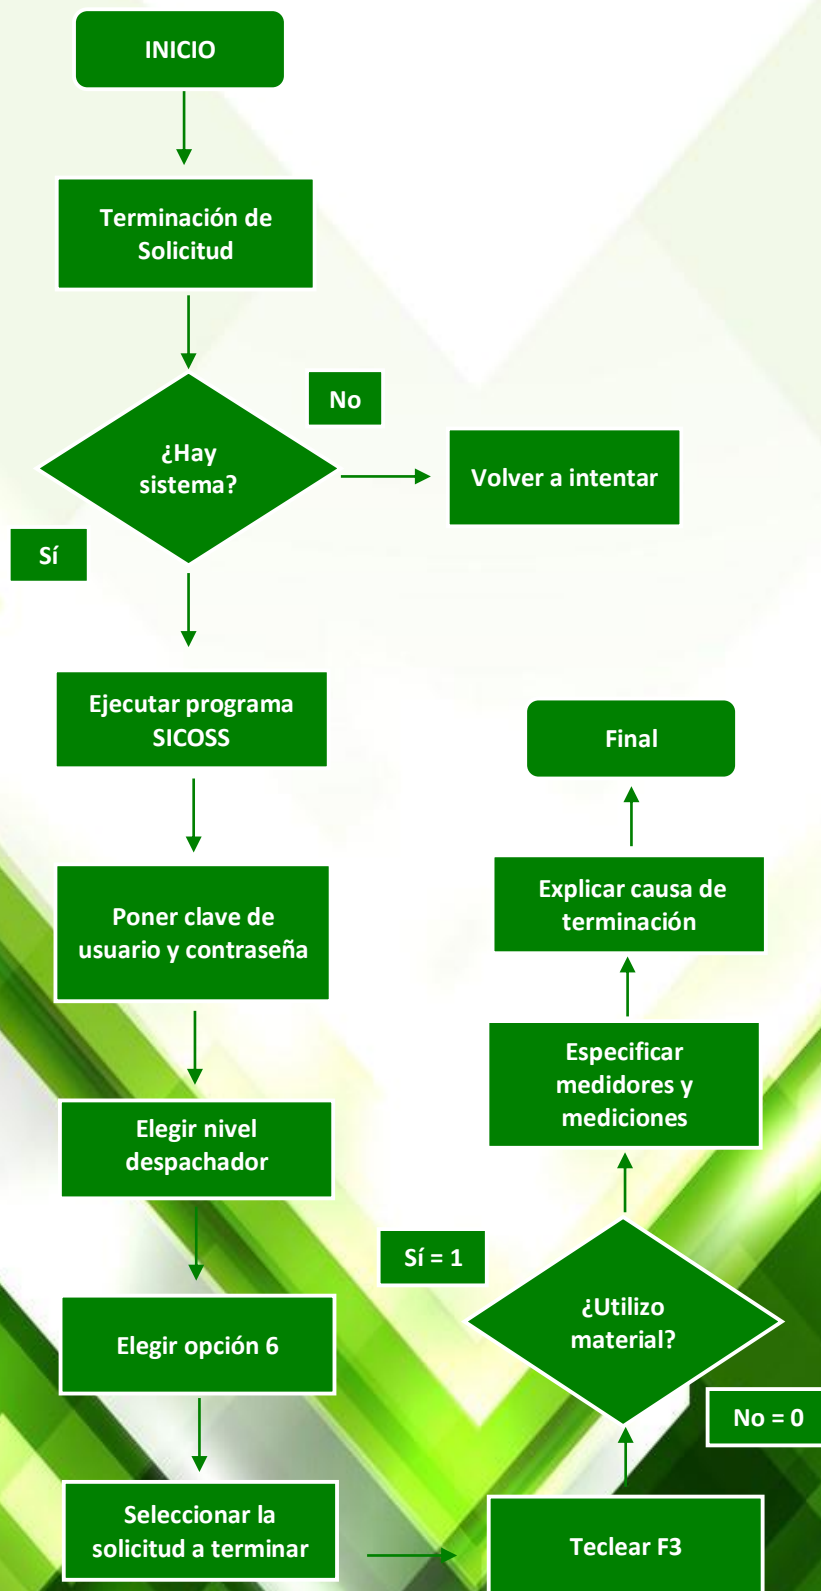 INICIO
Terminación de
Solicitud
¿Hay
sistema?
No
Volver a intentar
Sí
Ejecutar programa
SICOSS
Poner clave de
usuario y contraseña
Elegir nivel
despachador
Elegir opción 6
Seleccionar la
solicitud a terminar
Teclear F3
¿Utilizo
material?
No = 0
Sí = 1
Especificar
medidores y
mediciones
Explicar causa de
terminación
Final